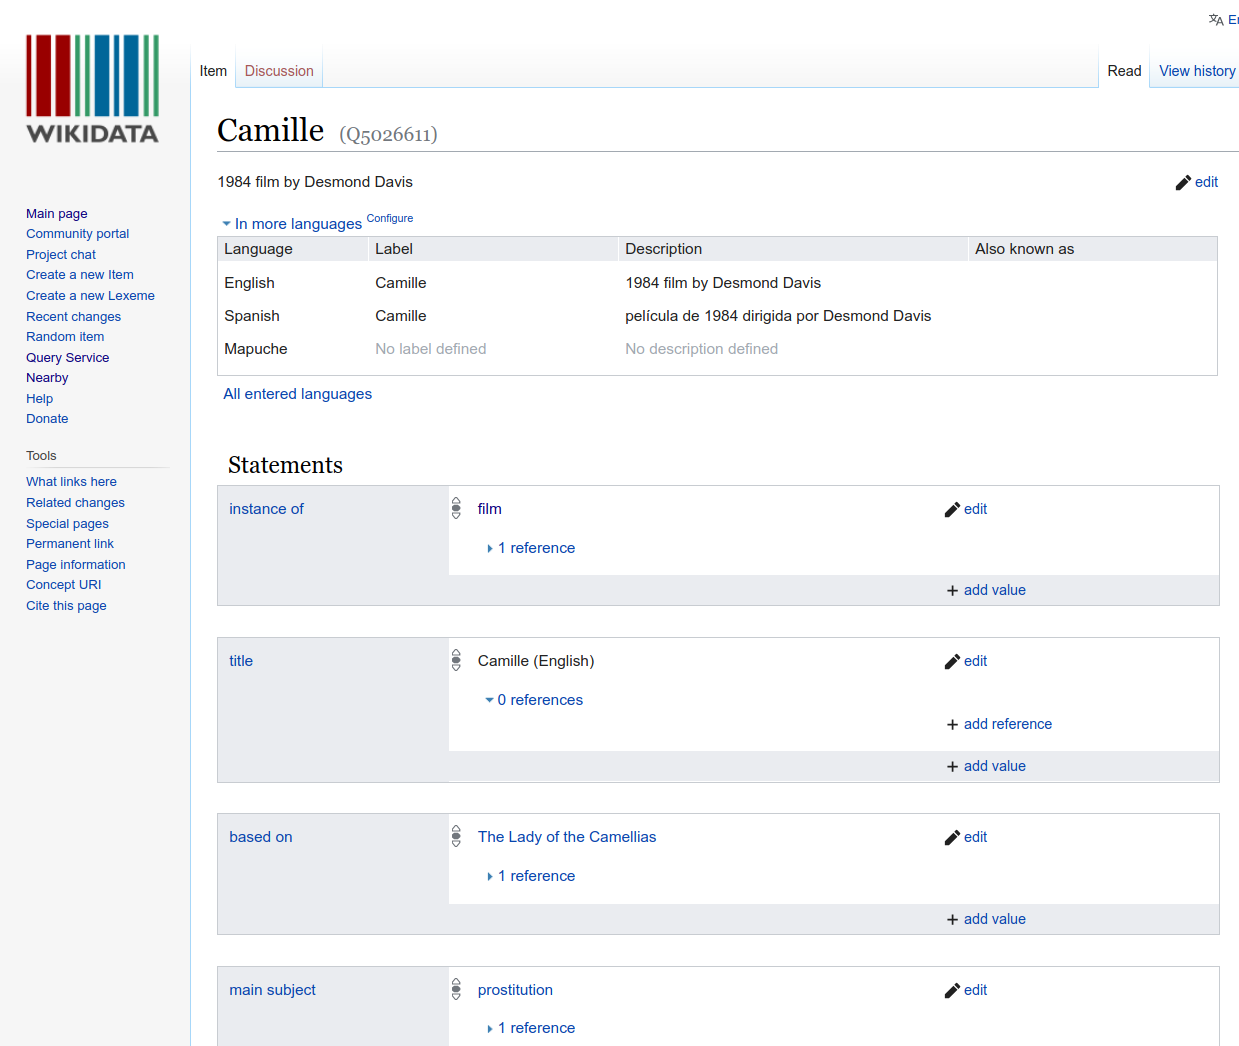 En
WIKIDATA
Item Discussion Read View history
Camille (Q5026611)
1984 film by Desmond Davis edit
In more languages Configure
Language Label Description Also known as
English Camille 1984 film by Desmond Davis
Spanish Camille película de 1984 dirigida por Desmond Davis
Mapuche No label defined No description defined
All entered languages
Main page
Community portal
Project chat
Create a new Item
Create a new Lexeme
Recent changes
Random item
Query Service
Nearby
Help
Donate
Tools
What links here
Related changes
Special pages
Permanent link
Page information
Concept URI
Cite this page
Statements
instance of film edit
1 reference
+ add value
title Camille (English) edit
0 references
+ add reference
+ add value
based on The Lady of the Camellias edit
1 reference
+ add value
main subject prostitution edit
1 reference